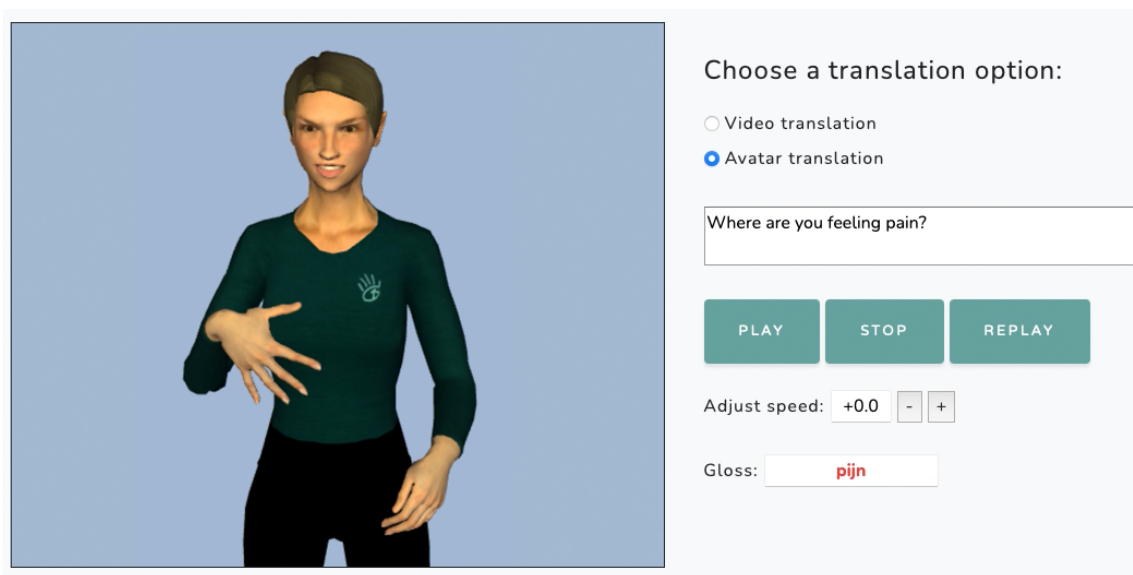 Choose a translation option:
Video translation
Avatar translation
Where are you feeling pain?
PLAY STOP REPLAY
Adjust speed: +0.0 - +
Gloss: pijn